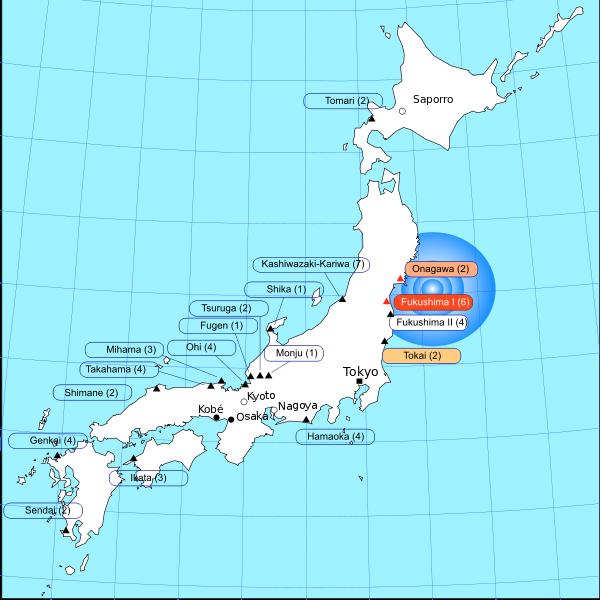 Tomari (2)
Saporro
Kashiwazaki-Kariwa (7)
Onagawa (2)
Shika (1)
Fukushima I (6)
Tsuruga (2)
Fukushima II (4)
Fugen (1)
Mihama (3)
Ohi (4)
Monju (1)
Tokai (2)
Takahama (4)
Tokyo
Shimane (2)
Kyoto
Kobé
Nagoya
Osaka
Hamaoka (4)
Genkai (4)
Ikata (3)
Sendai (2)